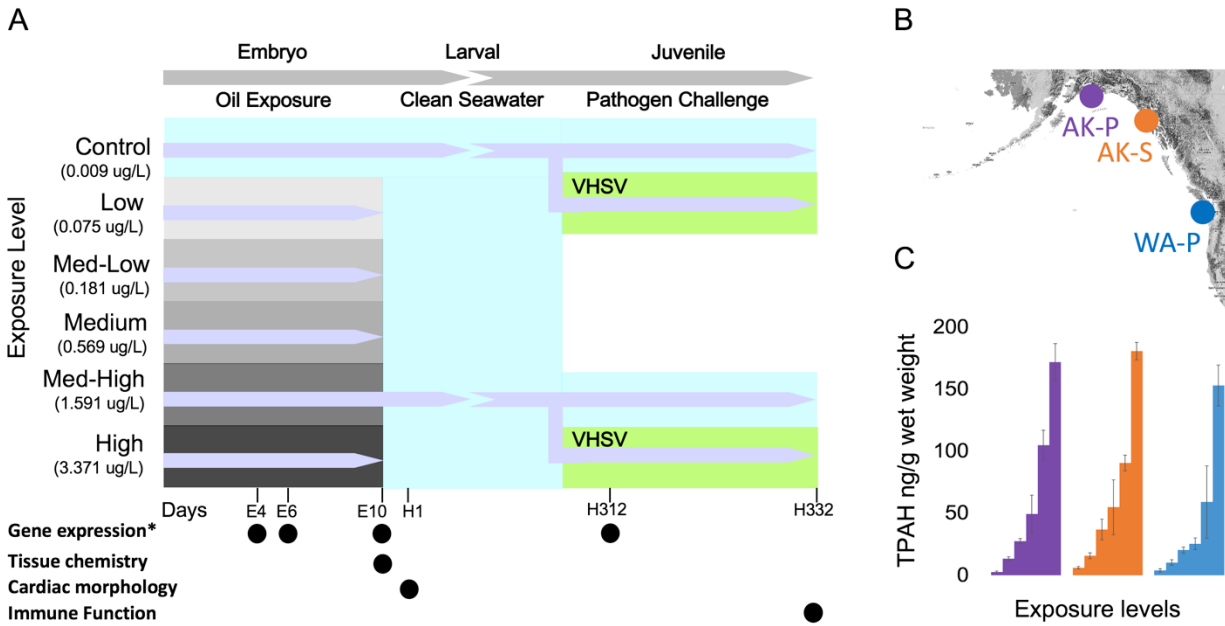 A
Embryo Larval Juvenile
Oil Exposure Clean Seawater Pathogen Challenge
Exposure Level
Control
(0.009 ug/L)
Low
(0.075 ug/L)
Med-Low
(0.181 ug/L)
Medium
(0.569 ug/L)
Med-High
(1.591 ug/L)
High
(3.371 ug/L)
VHSV
VHSV
Days E4 E6 E10 H1 H312 H332
Gene expression*
Tissue chemistry
Cardiac morphology
Immune Function
B
AK-P
AK-S
WA-P
C
TPAH ng/g wet weight
200
150
100
50
0
Exposure levels